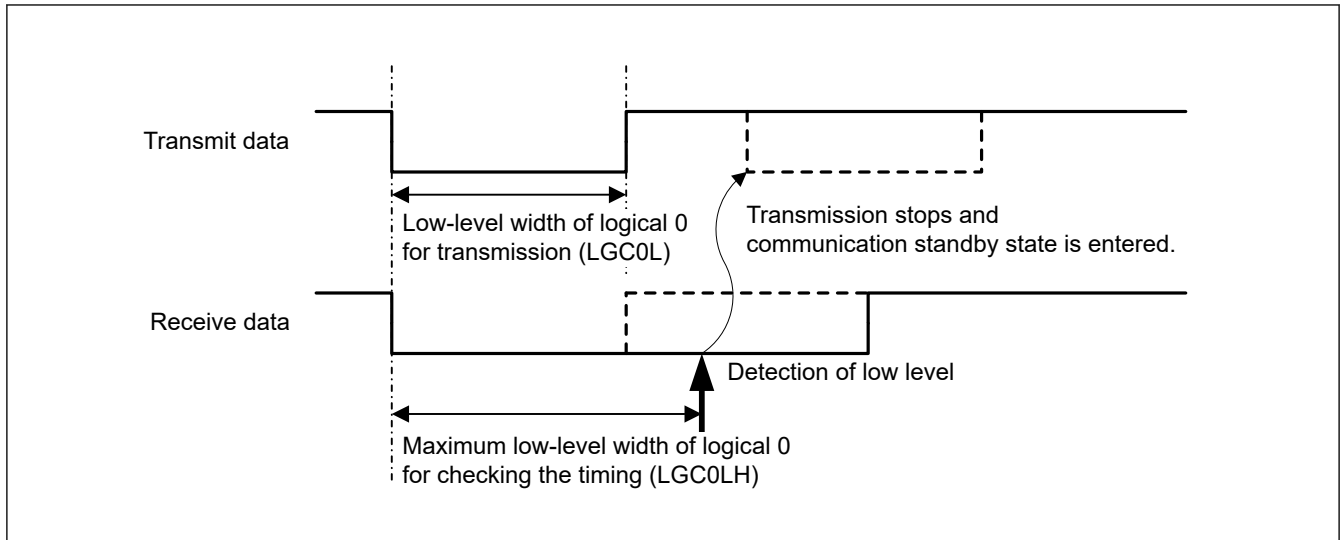 Transmit data
Low-level width of logical 0
for transmission (LGC0L)
Transmission stops and
communication standby state is entered.
Receive data
Detection of low level
Maximum low-level width of logical 0
for checking the timing (LGC0LH)